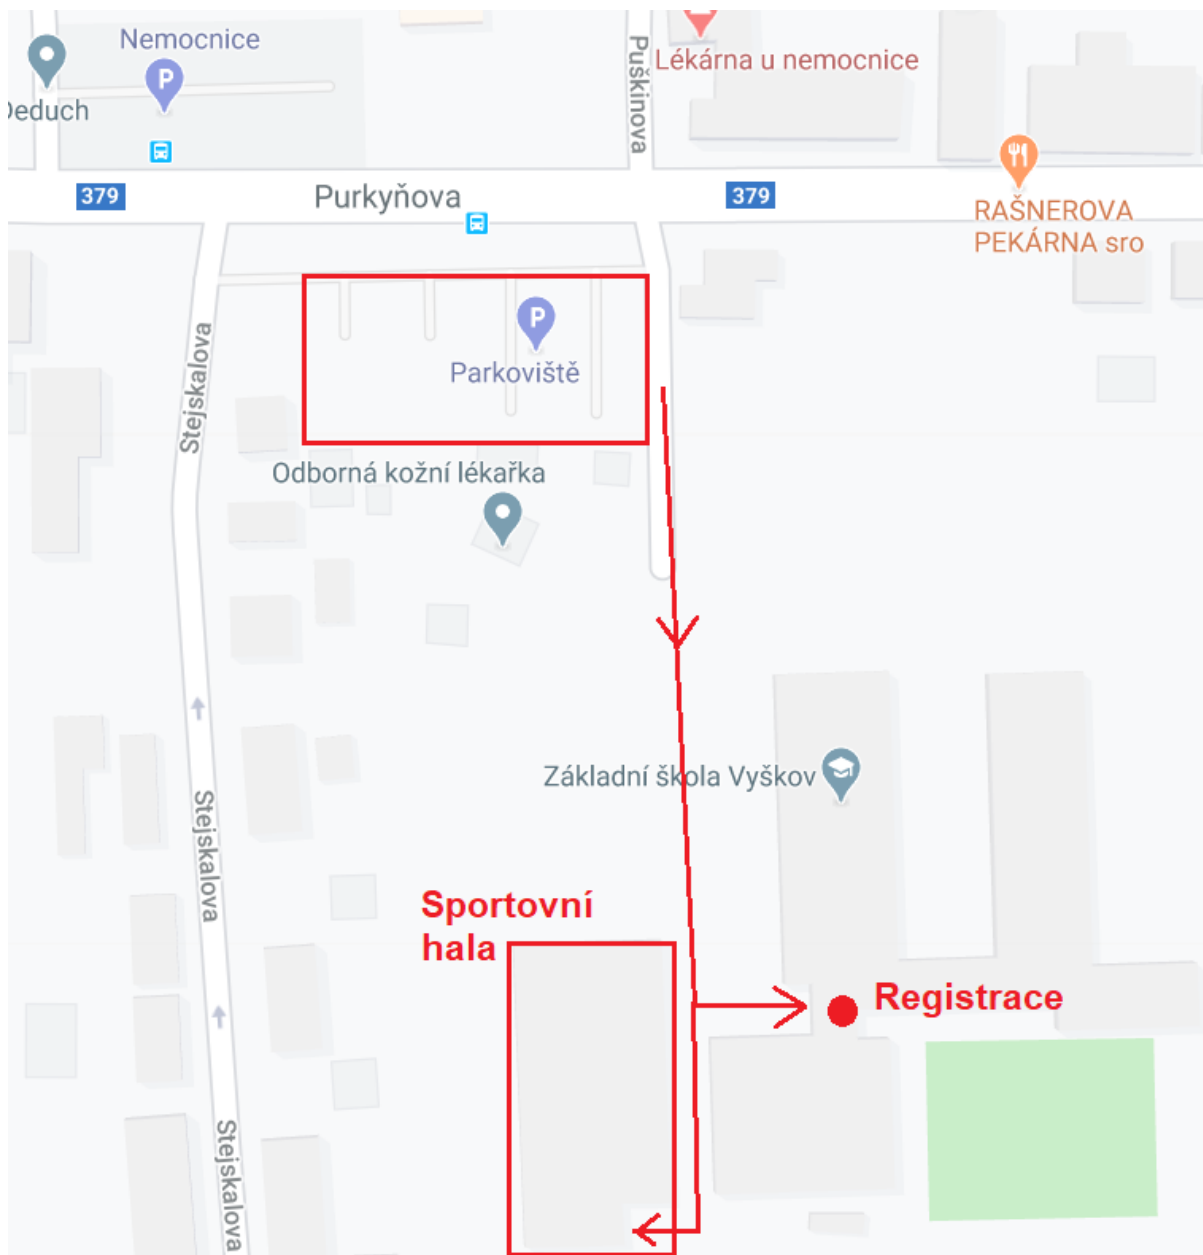 Nemocnice
P
Puškinova
Lékárna u nemocnice
Deduch
379
Purkyňova
379
RAŠNEROVA
PEKÁRNA sro
P
Parkoviště
Stejskalova
Odborná kožní lékařka
Základní škola Vyškov
Stejskalova
Sportovní
hala
Registrace
Stejskalova